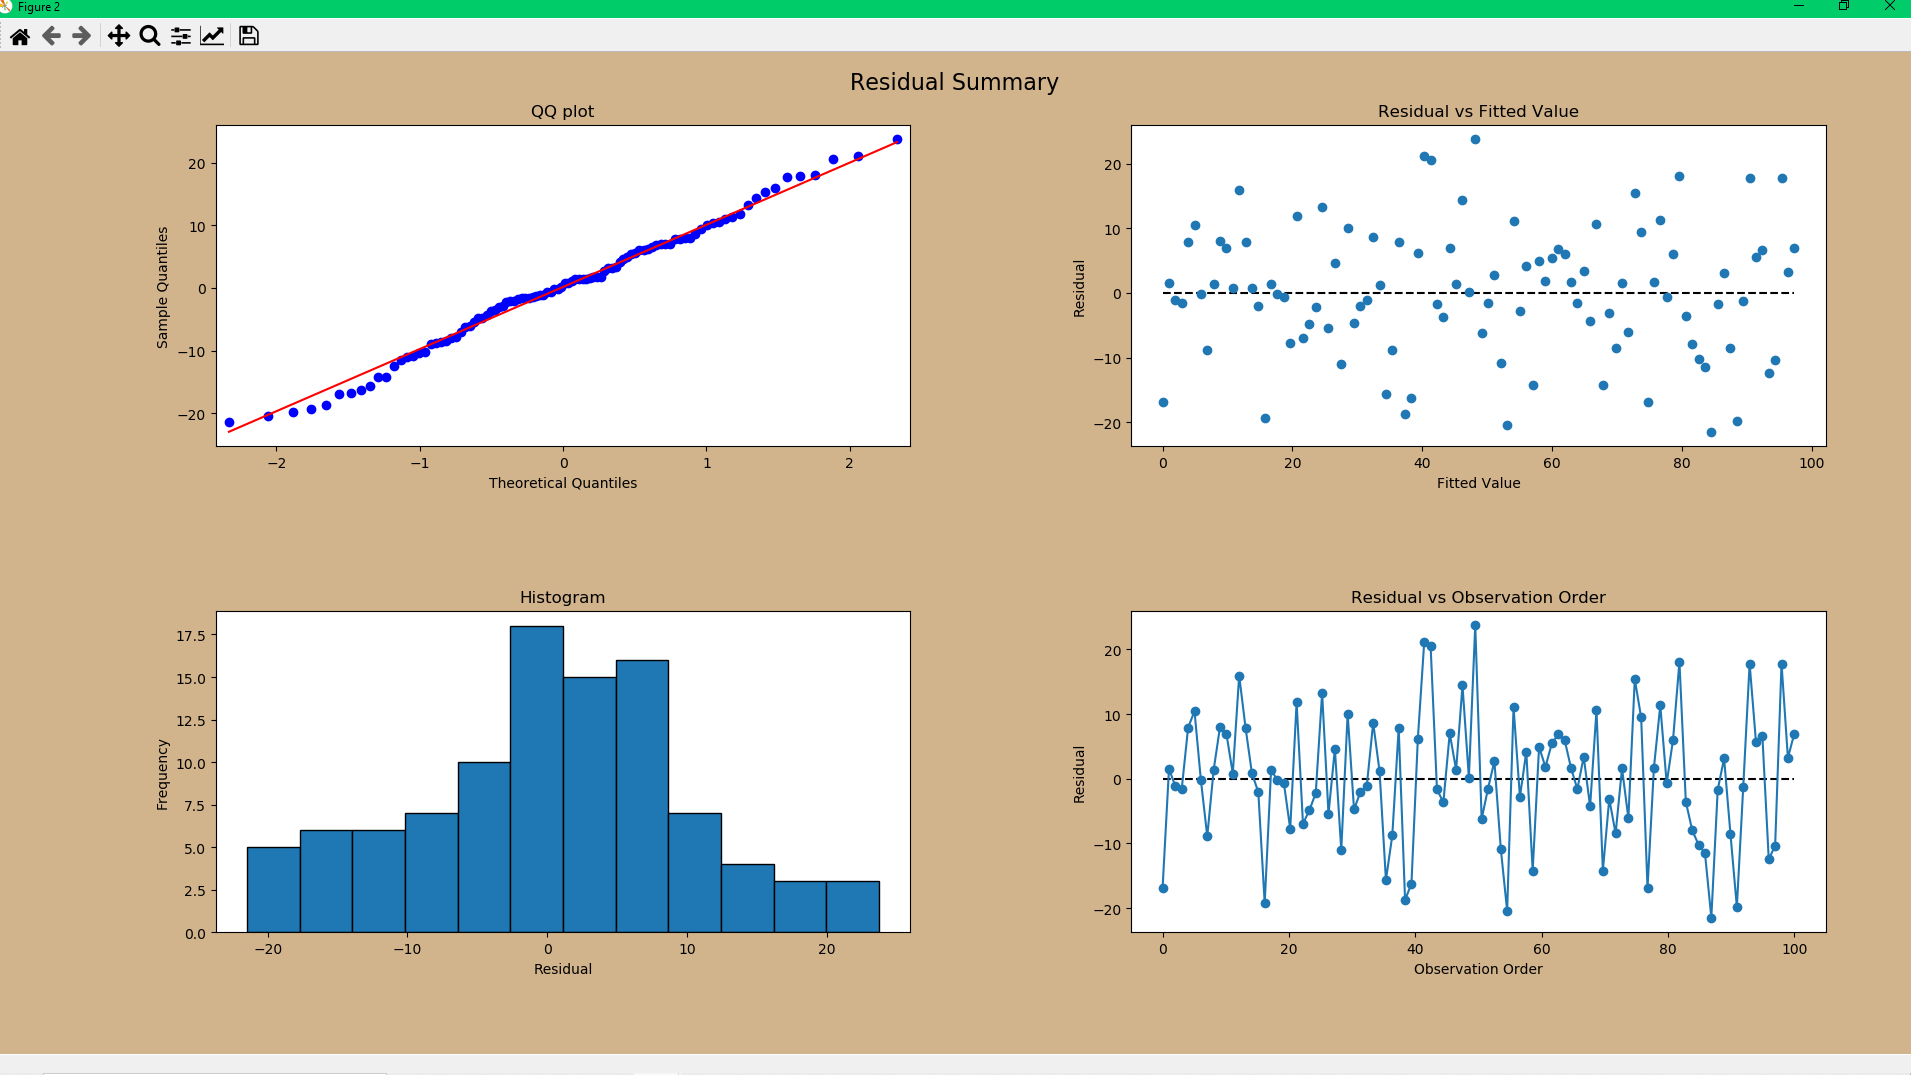 Figure 2
Residual Summary
QQ plot
Sample Quantiles
20
10
0
−10
−20
−2 −1 0 1 2
Theoretical Quantiles
Residual vs Fitted Value
Residual
20
10
0
−10
−20
0 20 40 60 80 100
Fitted Value
Histogram
Frequency
17.5
15.0
12.5
10.0
7.5
5.0
2.5
0.0
−20 −10 0 10 20
Residual
Residual vs Observation Order
Residual
20
10
0
−10
−20
0 20 40 60 80 100
Observation Order